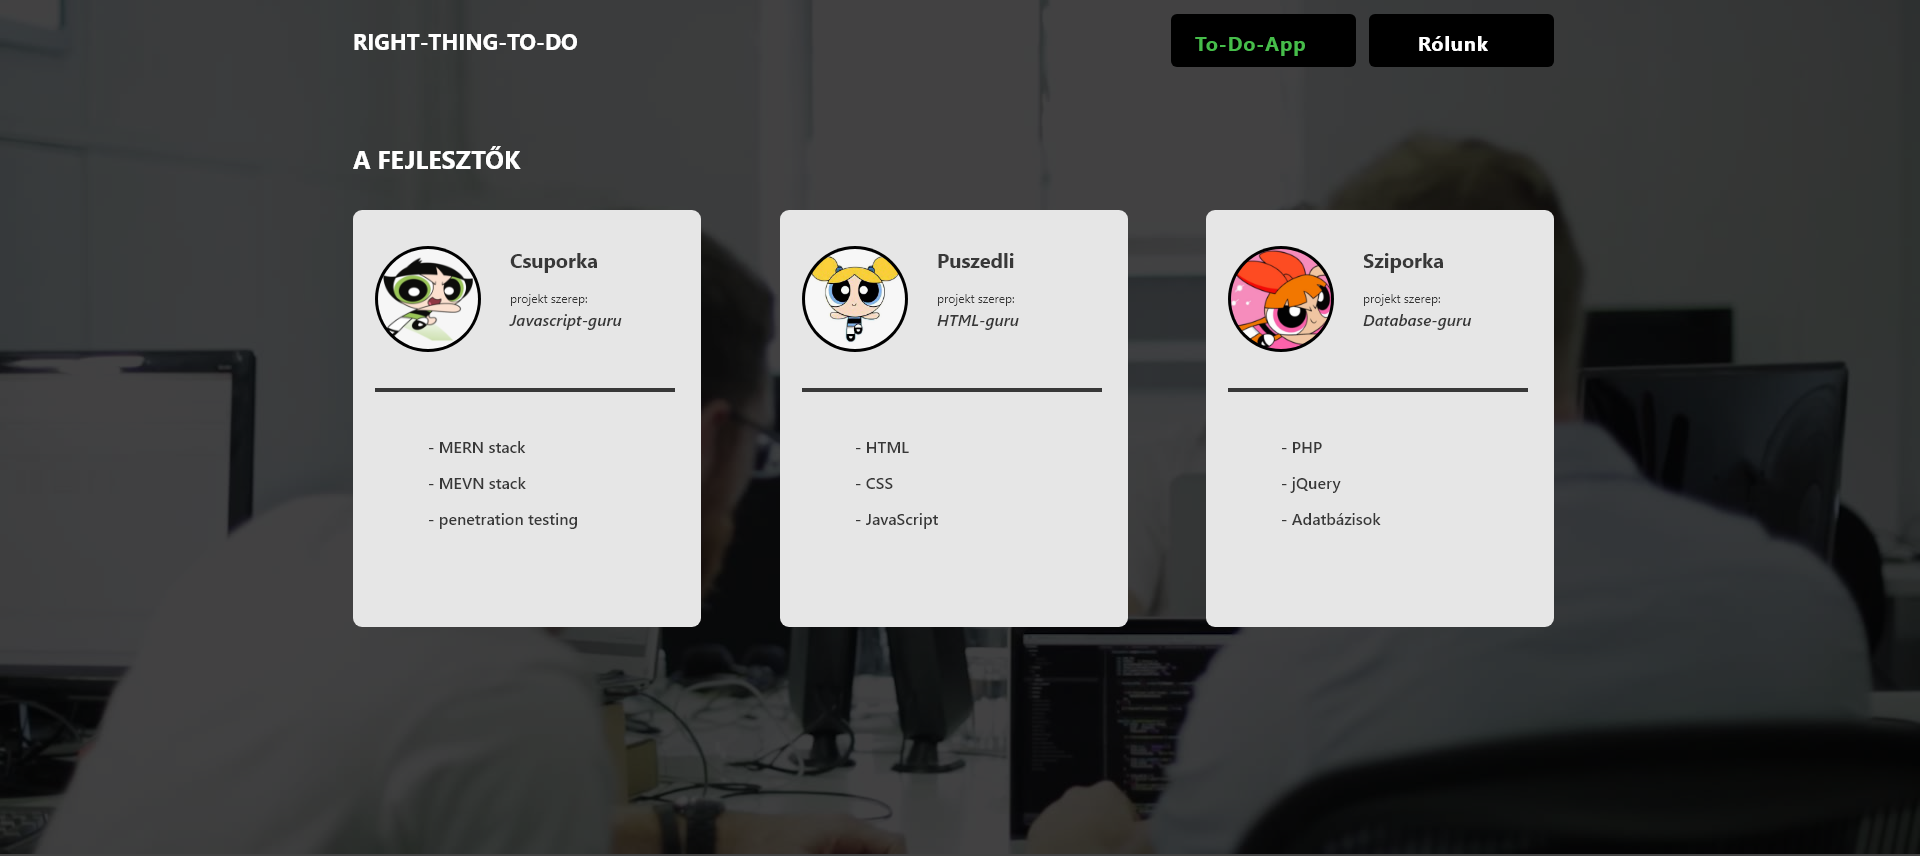 RIGHT-THING-TO-DO
To-Do-App
Rólunk
A FEJLESZTŐK
Csuporka
projekt szerep:
Javascript-guru
- MERN stack
- MEVN stack
- penetration testing
Puszedli
projekt szerep:
HTML-guru
- HTML
- CSS
- JavaScript
Sziporka
projekt szerep:
Database-guru
- PHP
- jQuery
- Adatbázisok